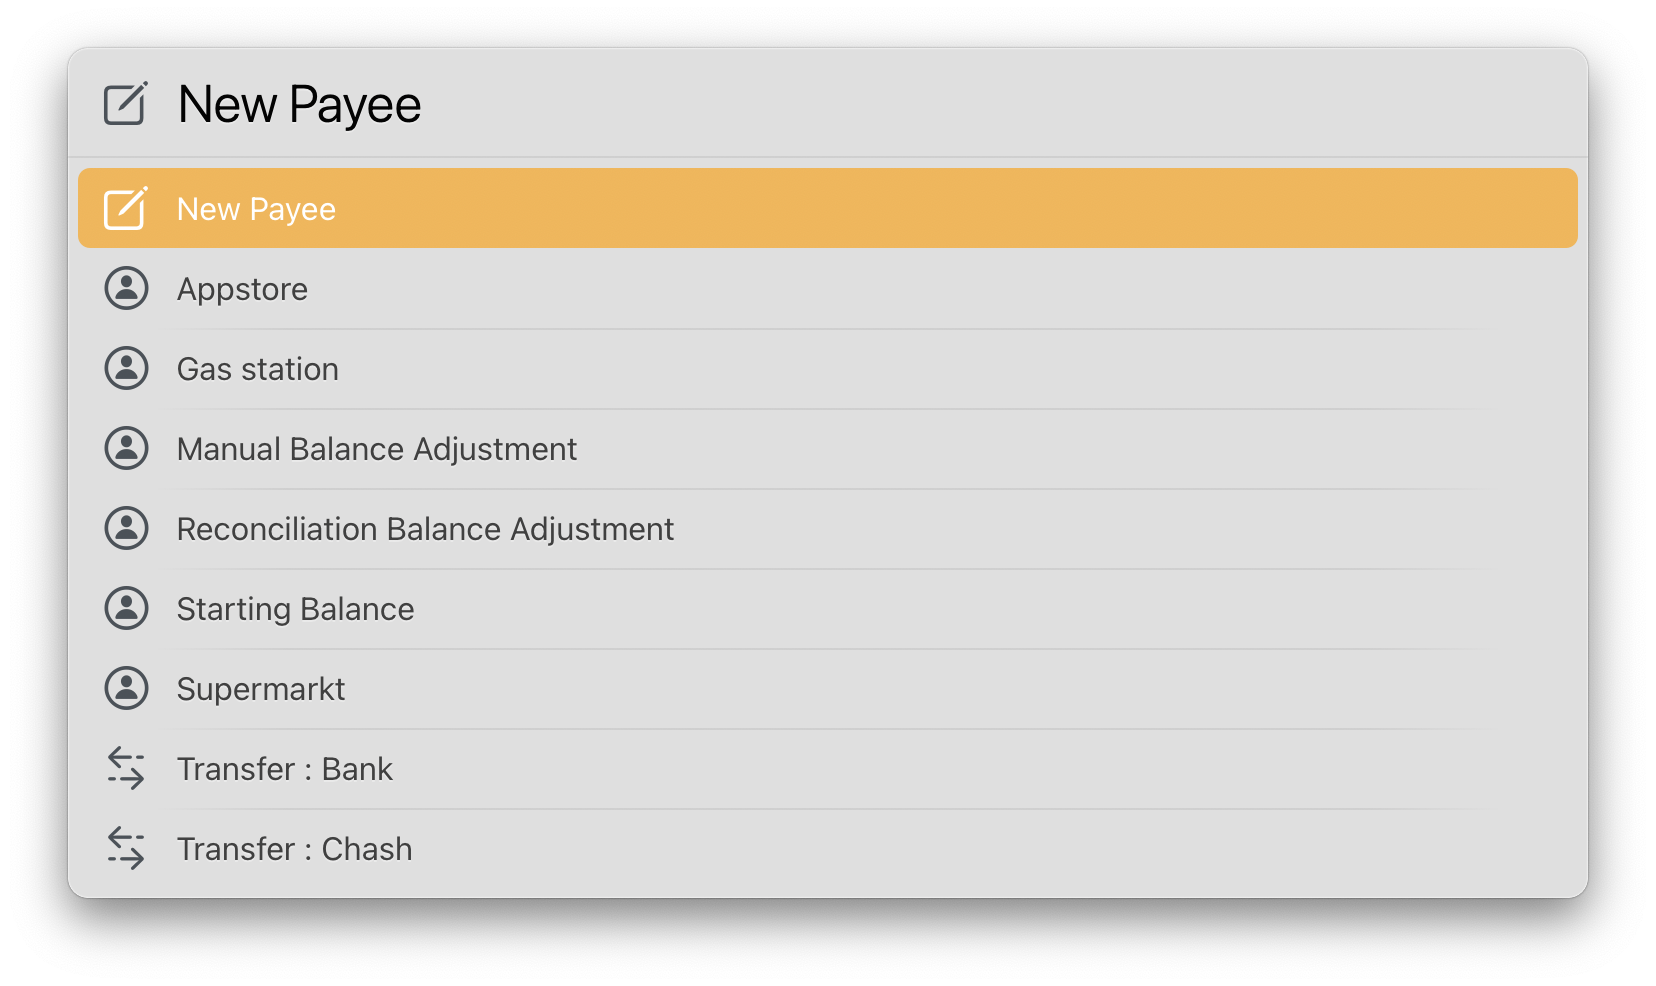 New Payee
New Payee
Appstore
Gas station
Manual Balance Adjustment
Reconciliation Balance Adjustment
Starting Balance
Supermarkt
Transfer : Bank
Transfer : Chash